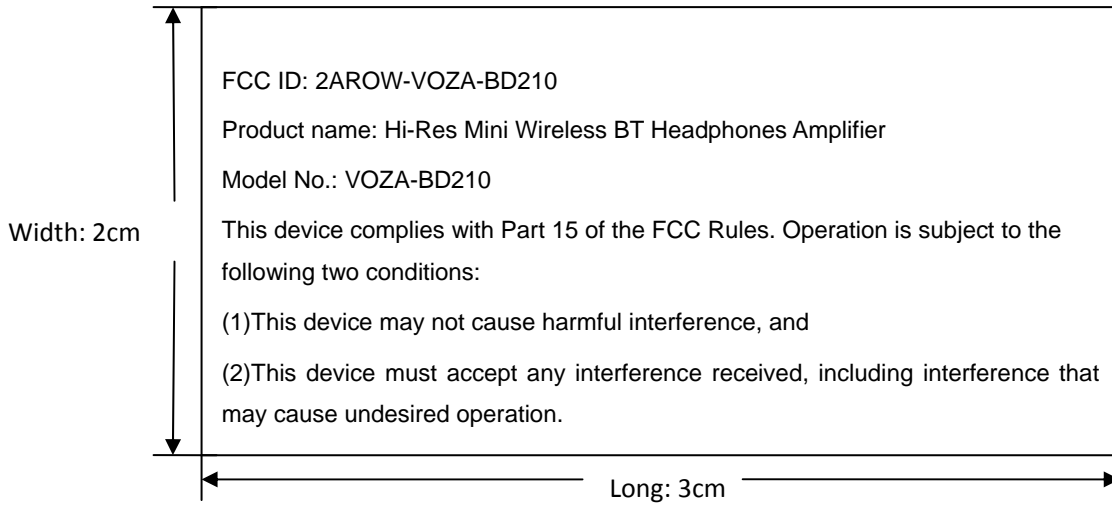 FCC ID: 2AROW-VOZA-BD210
Product name: Hi-Res Mini Wireless BT Headphones Amplifier
Model No.: VOZA-BD210
Width: 2cm
This device complies with Part 15 of the FCC Rules. Operation is subject to the
following two conditions:
(1)This device may not cause harmful interference, and
(2)This device must accept any interference received, including interference that
may cause undesired operation.
Long: 3cm